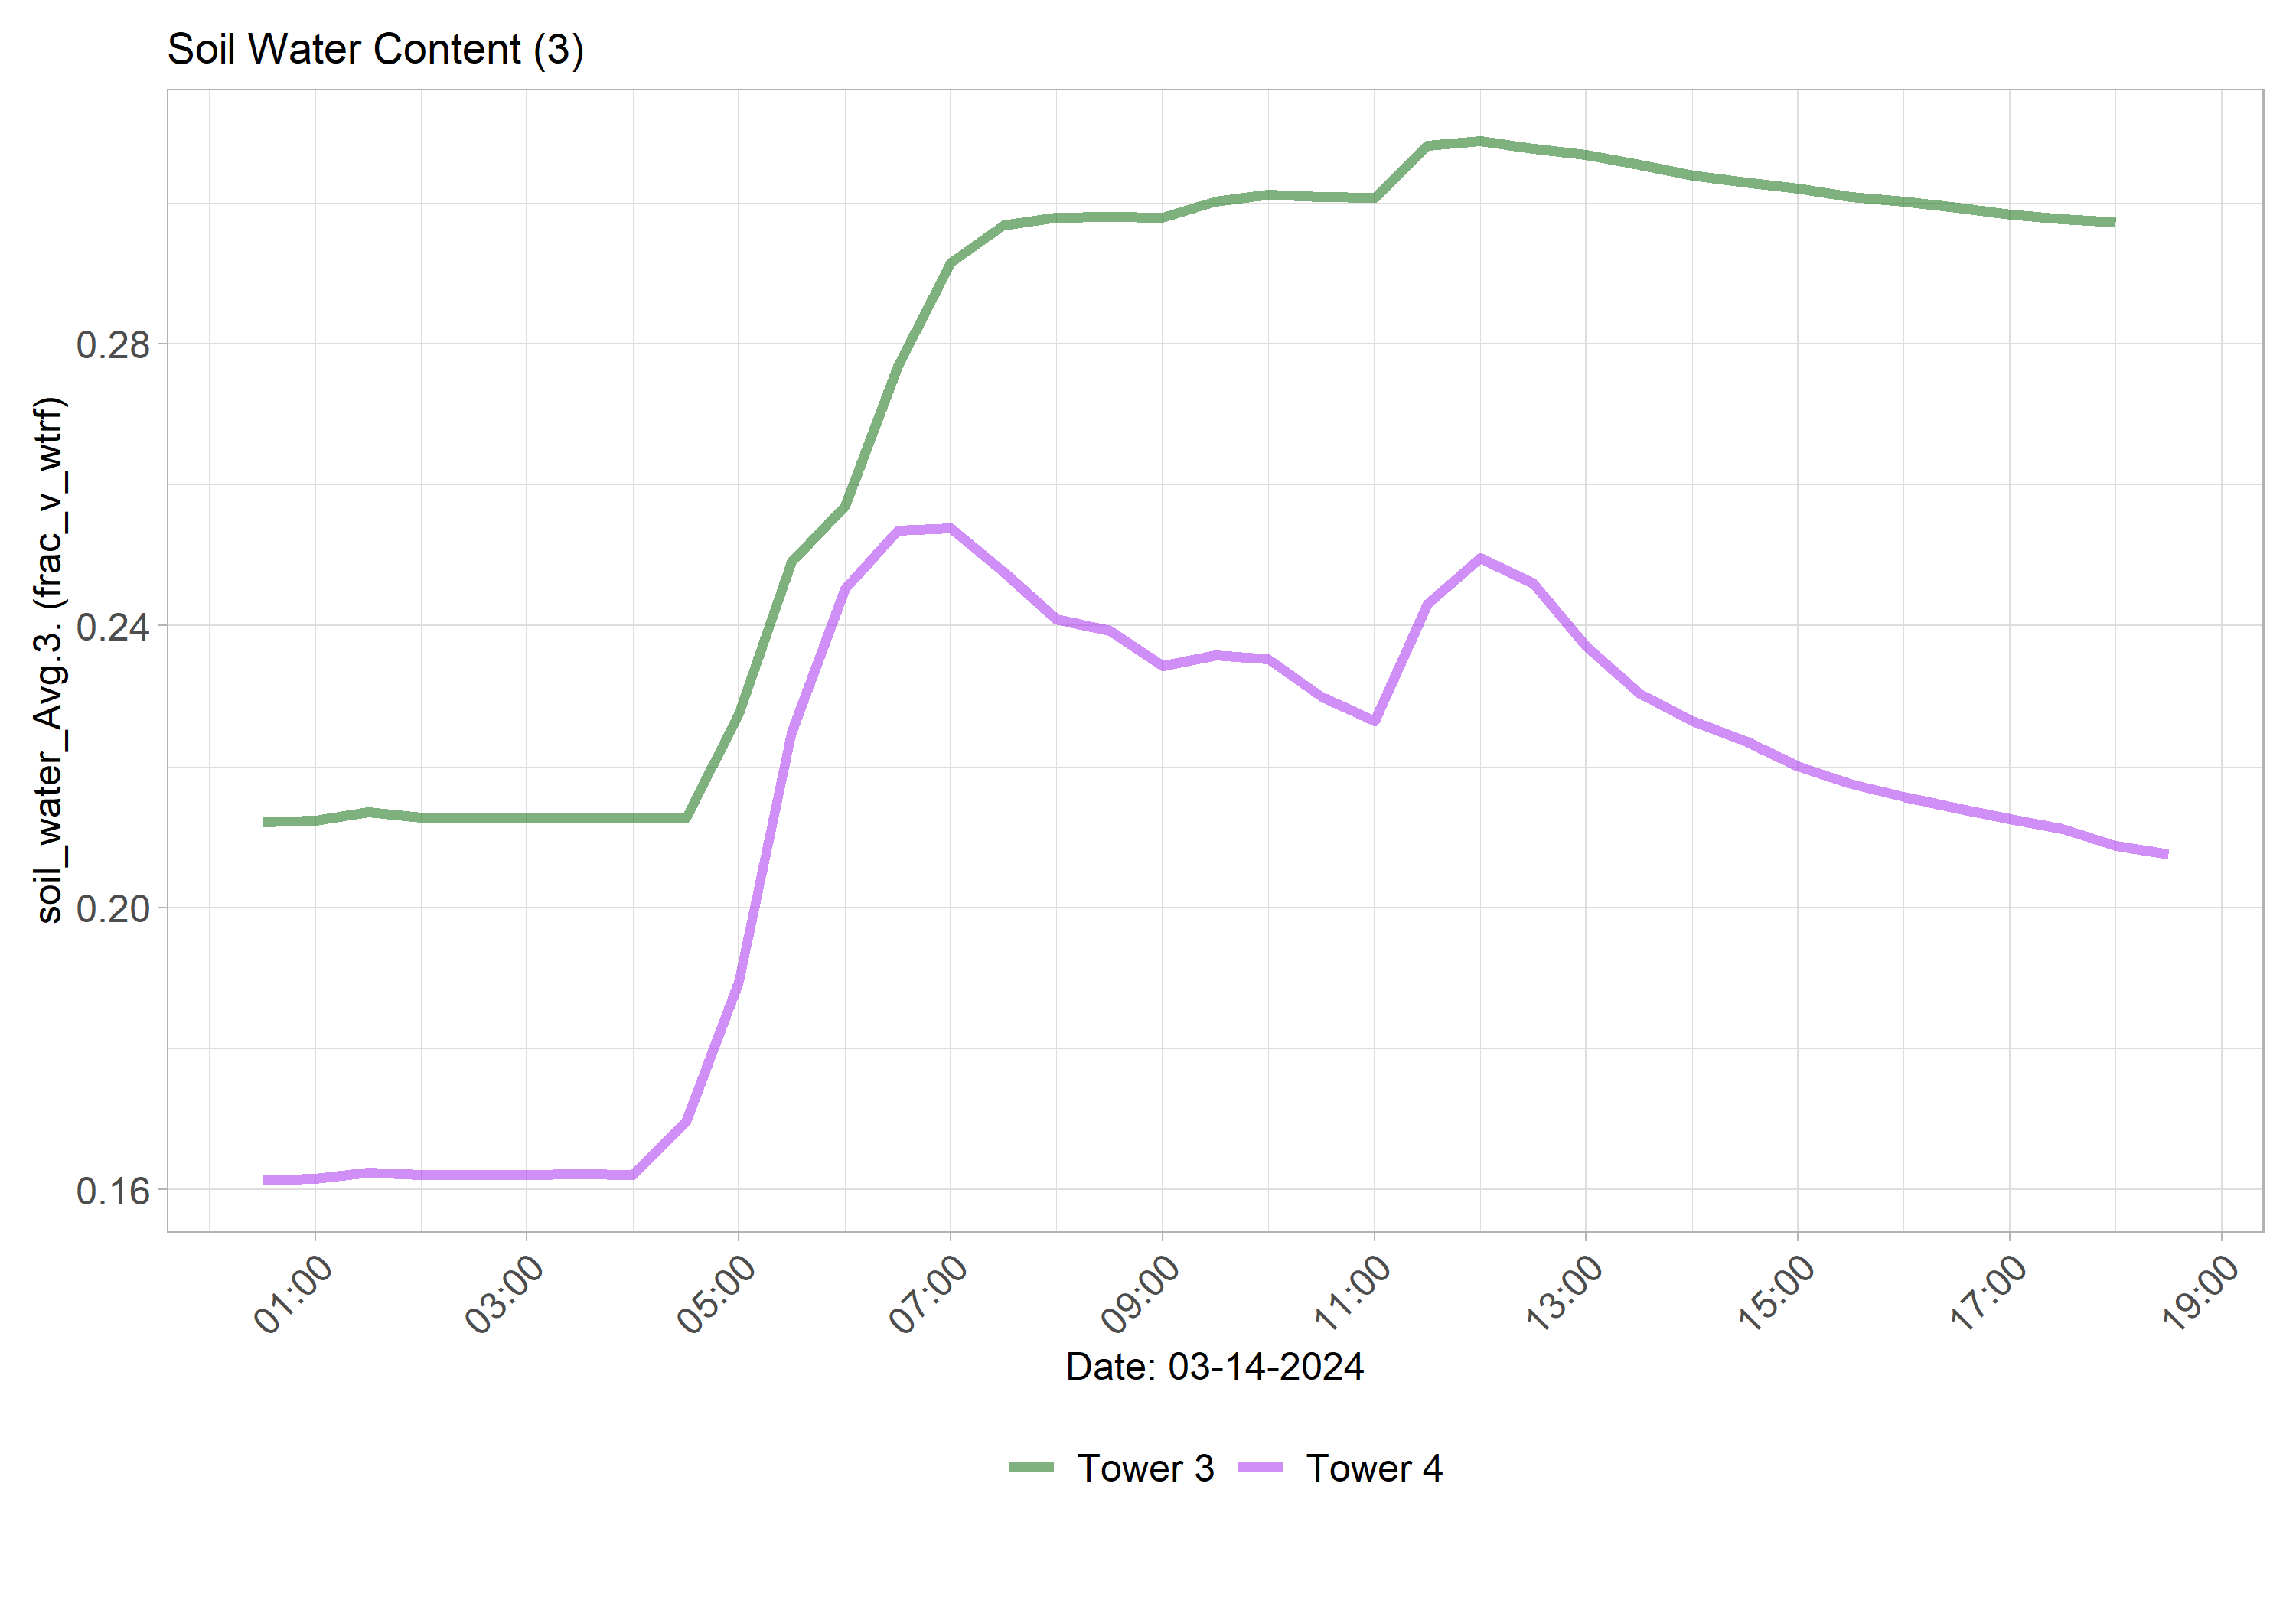 Soil Water Content (3)
soil_water_Avg.3. (frac_v_wtrf)
0.28
0.24
0.20
0.16
01:00 03:00 05:00 07:00 09:00 11:00 13:00 15:00 17:00 19:00
Date: 03-14-2024
Tower 3 Tower 4